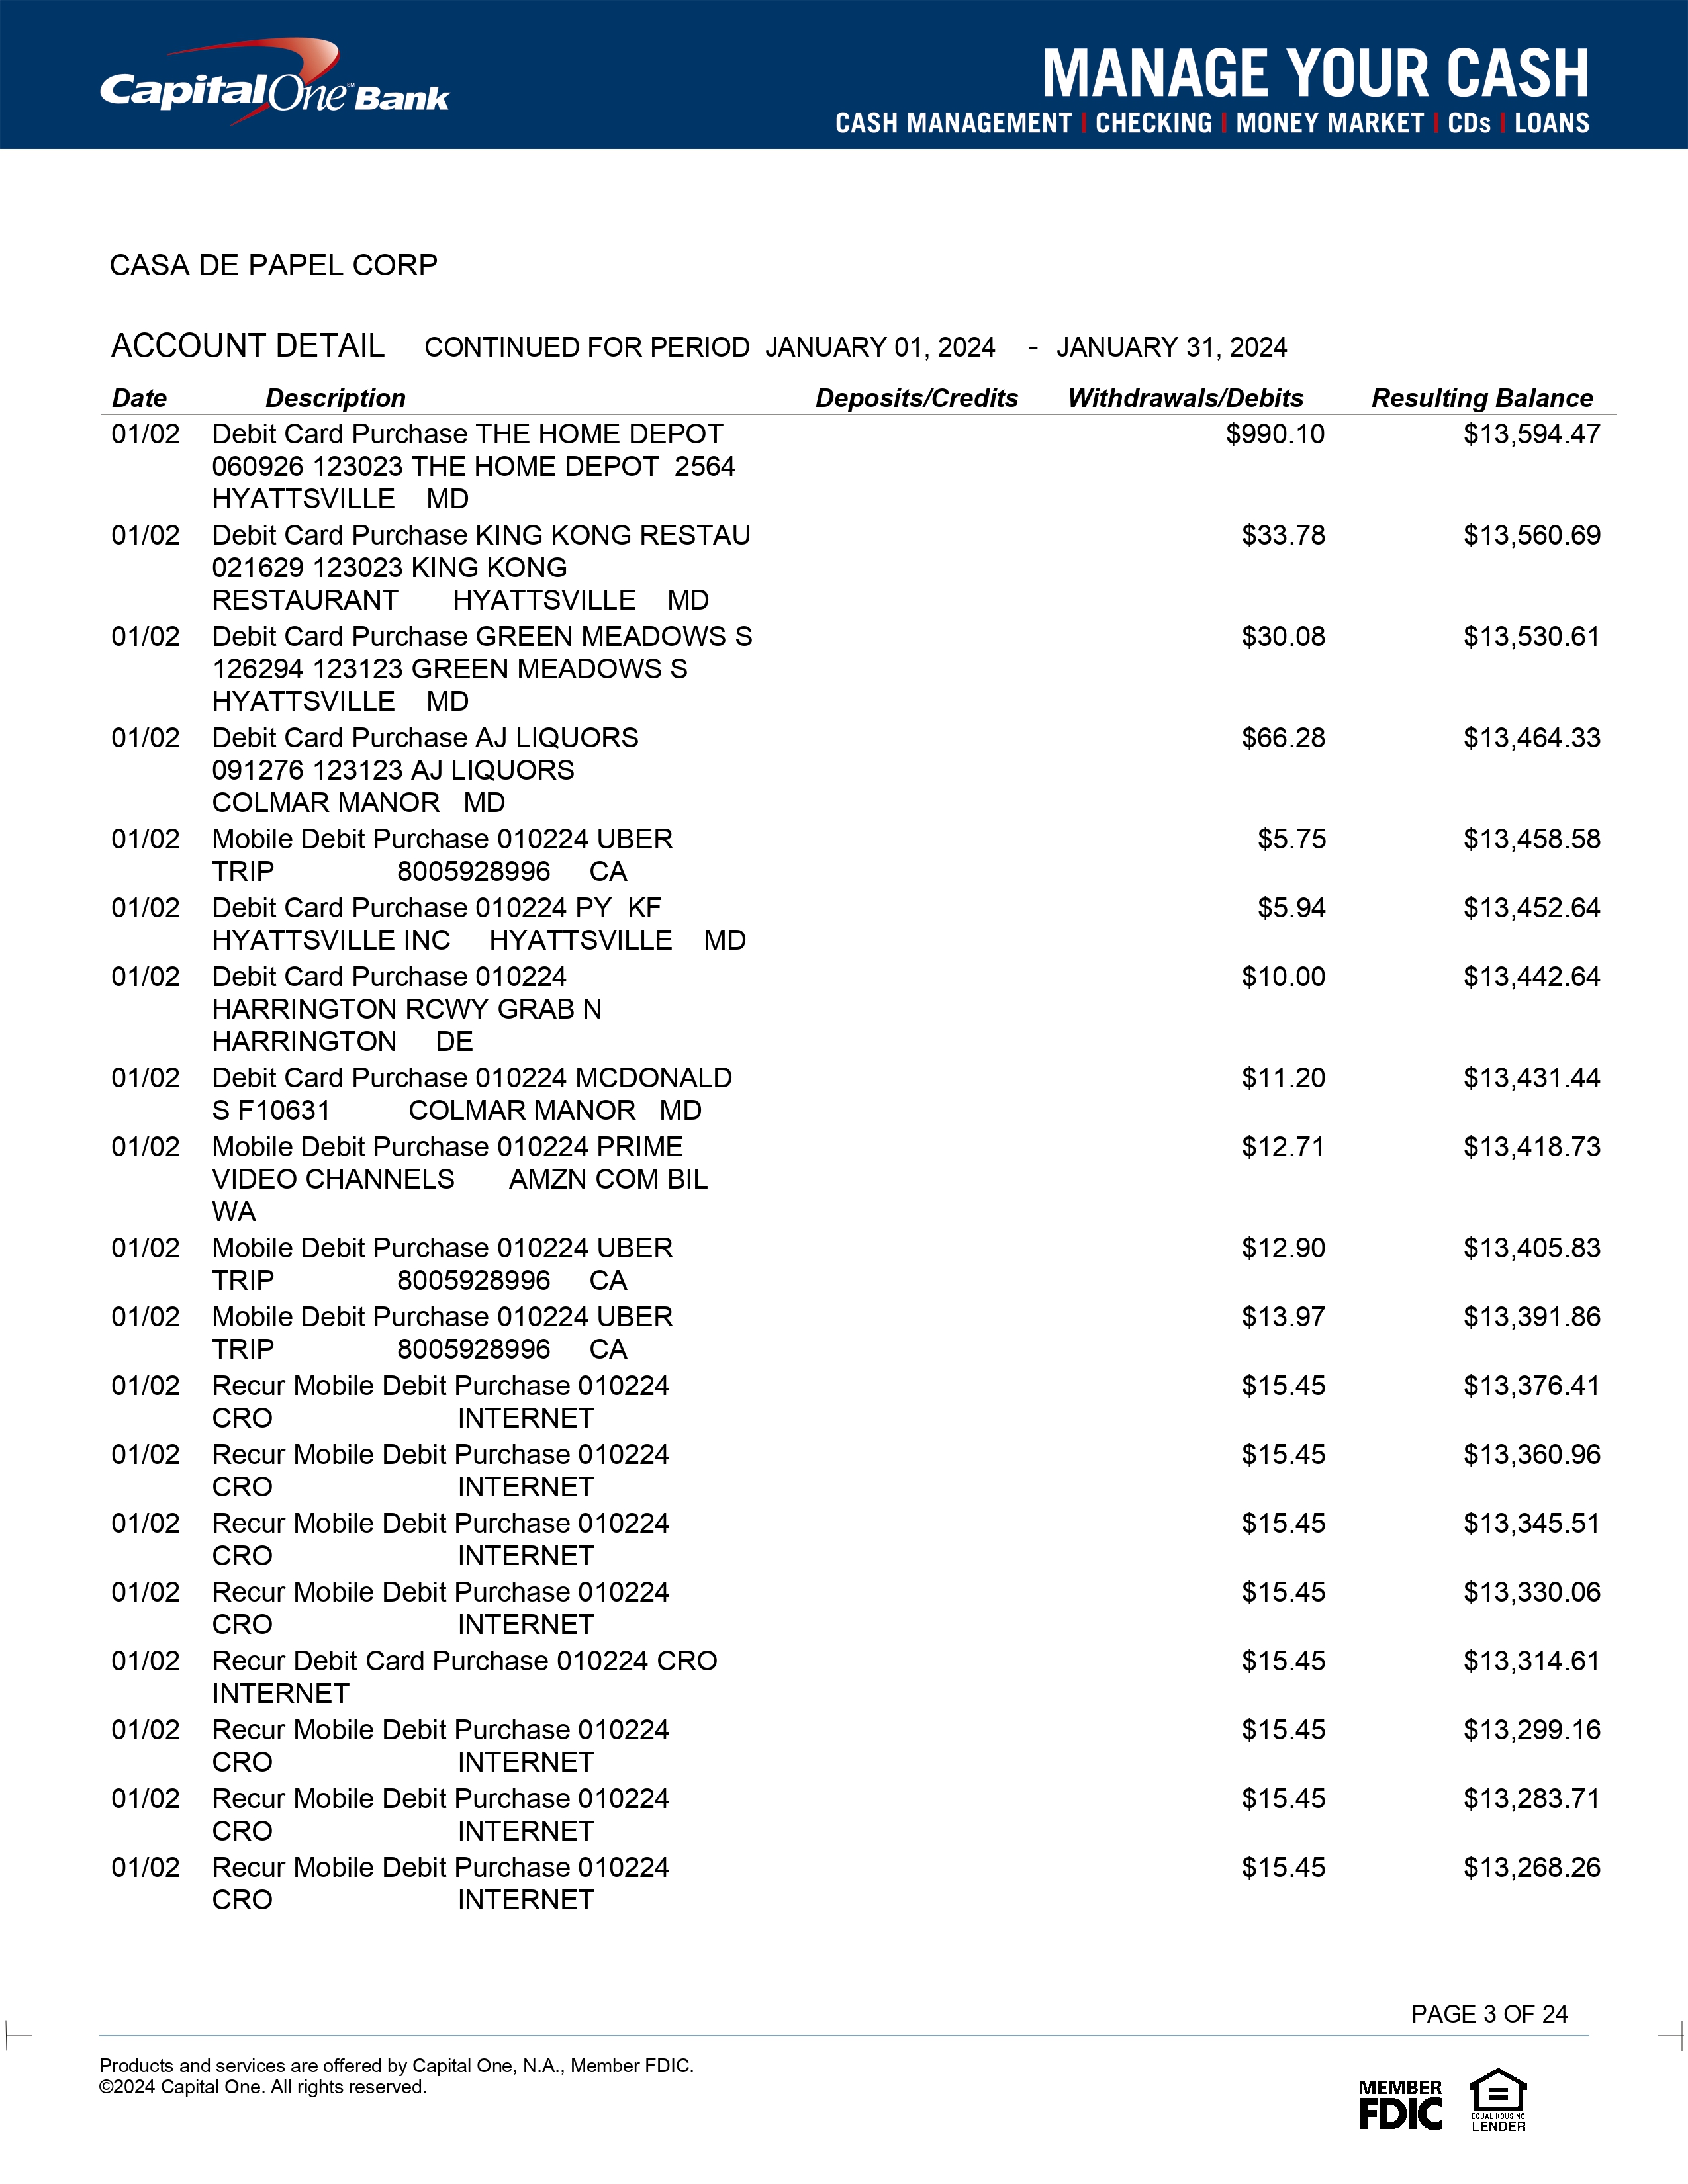 CapitalOne Bank
MANAGE YOUR CASH
CASH MANAGEMENT | CHECKING | MONEY MARKET | CDs | LOANS
CASA DE PAPEL CORP
ACCOUNT DETAIL CONTINUED FOR PERIOD JANUARY 01, 2024 - JANUARY 31, 2024
Date Description Deposits/Credits Withdrawals/Debits Resulting Balance
01/02 Debit Card Purchase THE HOME DEPOT $990.10 $13,594.47
060926 123023 THE HOME DEPOT 2564
HYATTSVILLE MD
01/02 Debit Card Purchase KING KONG RESTAU $33.78 $13,560.69
021629 123023 KING KONG
RESTAURANT HYATTSVILLE MD
01/02 Debit Card Purchase GREEN MEADOWS S $30.08 $13,530.61
126294 123123 GREEN MEADOWS S
HYATTSVILLE MD
01/02 Debit Card Purchase AJ LIQUORS $66.28 $13,464.33
091276 123123 AJ LIQUORS
COLMAR MANOR MD
01/02 Mobile Debit Purchase 010224 UBER $5.75 $13,458.58
TRIP 8005928996 CA
01/02 Debit Card Purchase 010224 PY KF $5.94 $13,452.64
HYATTSVILLE INC HYATTSVILLE MD
01/02 Debit Card Purchase 010224 $10.00 $13,442.64
HARRINGTON RCWY GRAB N
HARRINGTON DE
01/02 Debit Card Purchase 010224 MCDONALD $11.20 $13,431.44
S F10631 COLMAR MANOR MD
01/02 Mobile Debit Purchase 010224 PRIME $12.71 $13,418.73
VIDEO CHANNELS AMZN COM BIL
WA
01/02 Mobile Debit Purchase 010224 UBER $12.90 $13,405.83
TRIP 8005928996 CA
01/02 Mobile Debit Purchase 010224 UBER $13.97 $13,391.86
TRIP 8005928996 CA
01/02 Recur Mobile Debit Purchase 010224 $15.45 $13,376.41
CRO INTERNET
01/02 Recur Mobile Debit Purchase 010224 $15.45 $13,360.96
CRO INTERNET
01/02 Recur Mobile Debit Purchase 010224 $15.45 $13,345.51
CRO INTERNET
01/02 Recur Mobile Debit Purchase 010224 $15.45 $13,330.06
CRO INTERNET
01/02 Recur Debit Card Purchase 010224 CRO $15.45 $13,314.61
INTERNET
01/02 Recur Mobile Debit Purchase 010224 $15.45 $13,299.16
CRO INTERNET
01/02 Recur Mobile Debit Purchase 010224 $15.45 $13,283.71
CRO INTERNET
01/02 Recur Mobile Debit Purchase 010224 $15.45 $13,268.26
CRO INTERNET
PAGE 3 OF 24
Products and services are offered by Capital One, N.A., Member FDIC.
©2024 Capital One. All rights reserved.
MEMBER
FDIC
EQUAL HOUSING
LENDER